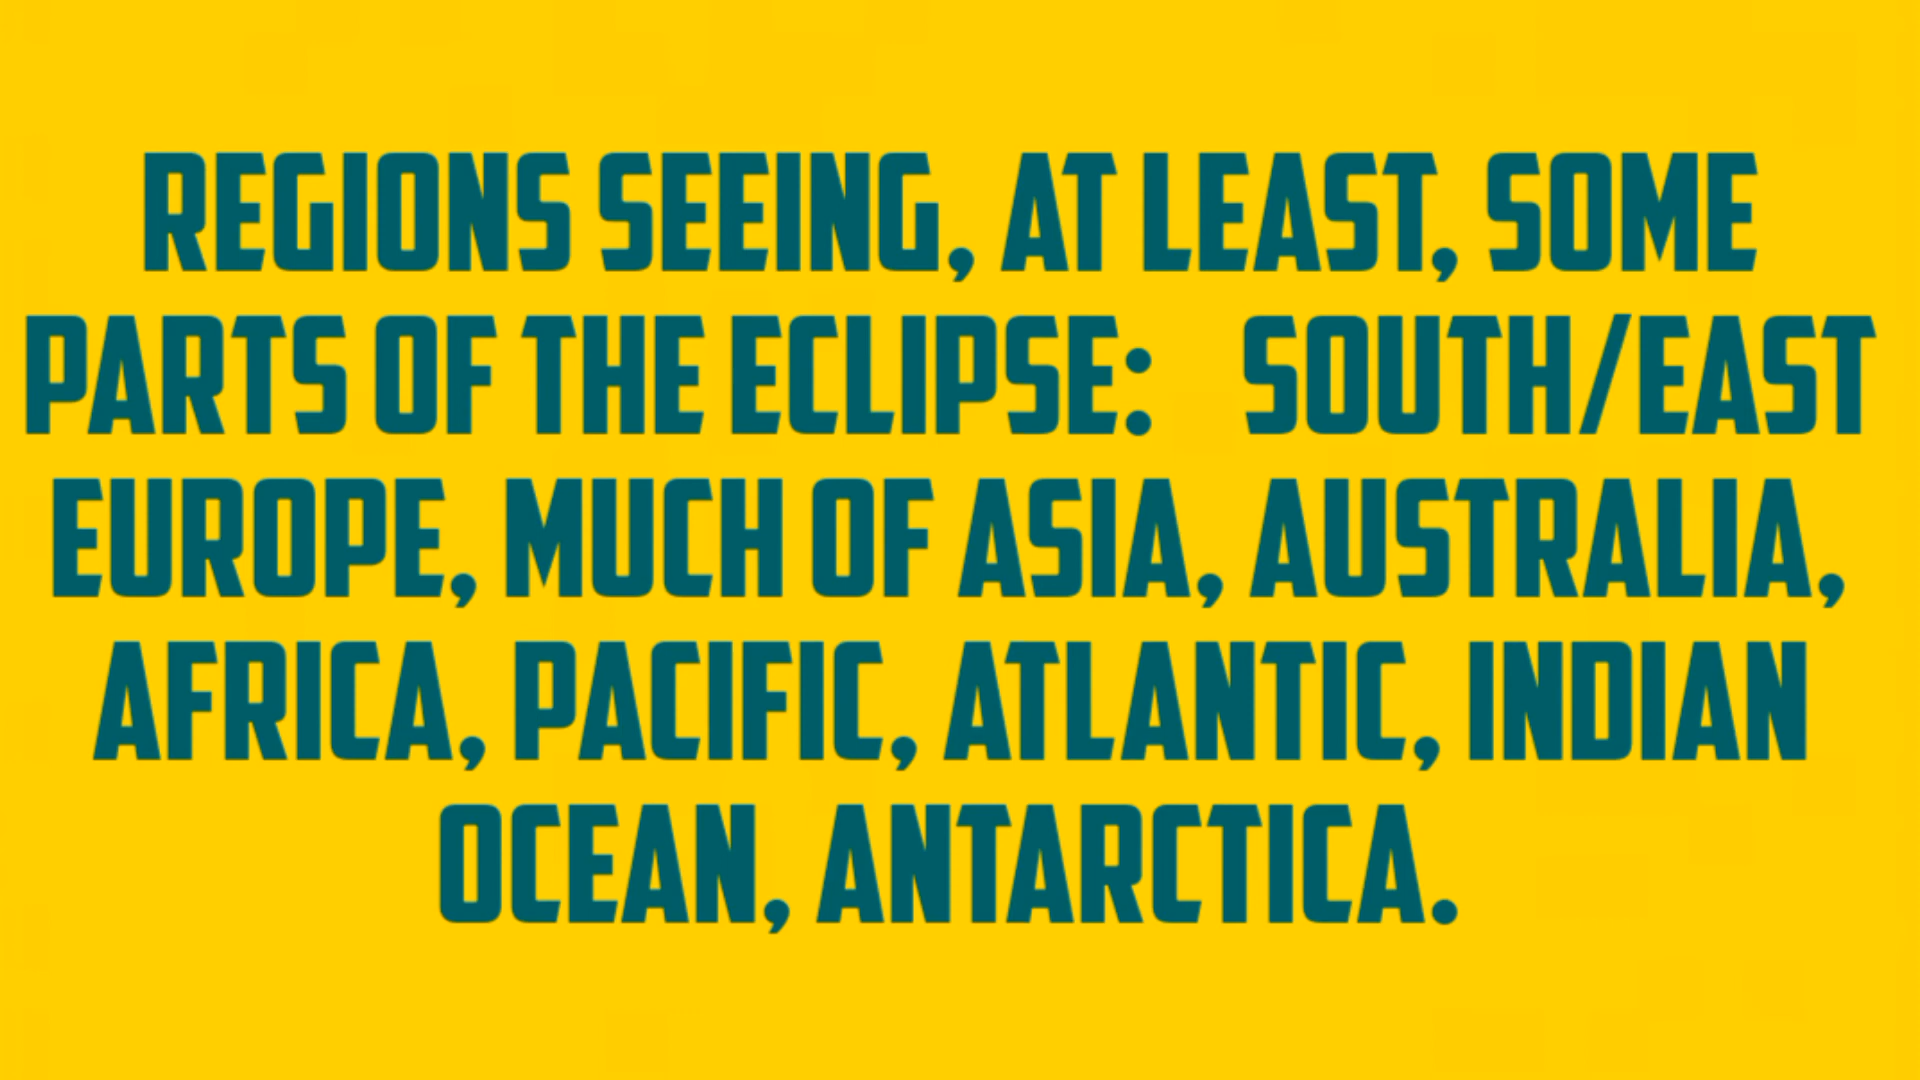 REGIONS SEEING, AT LEAST, SOME
PARTS OF THE ECLIPSE: SOUTH/EAST
EUROPE, MUCH OF ASIA, AUSTRALIA,
AFRICA, PACIFIC, ATLANTIC, INDIAN
OCEAN, ANTARCTICA.